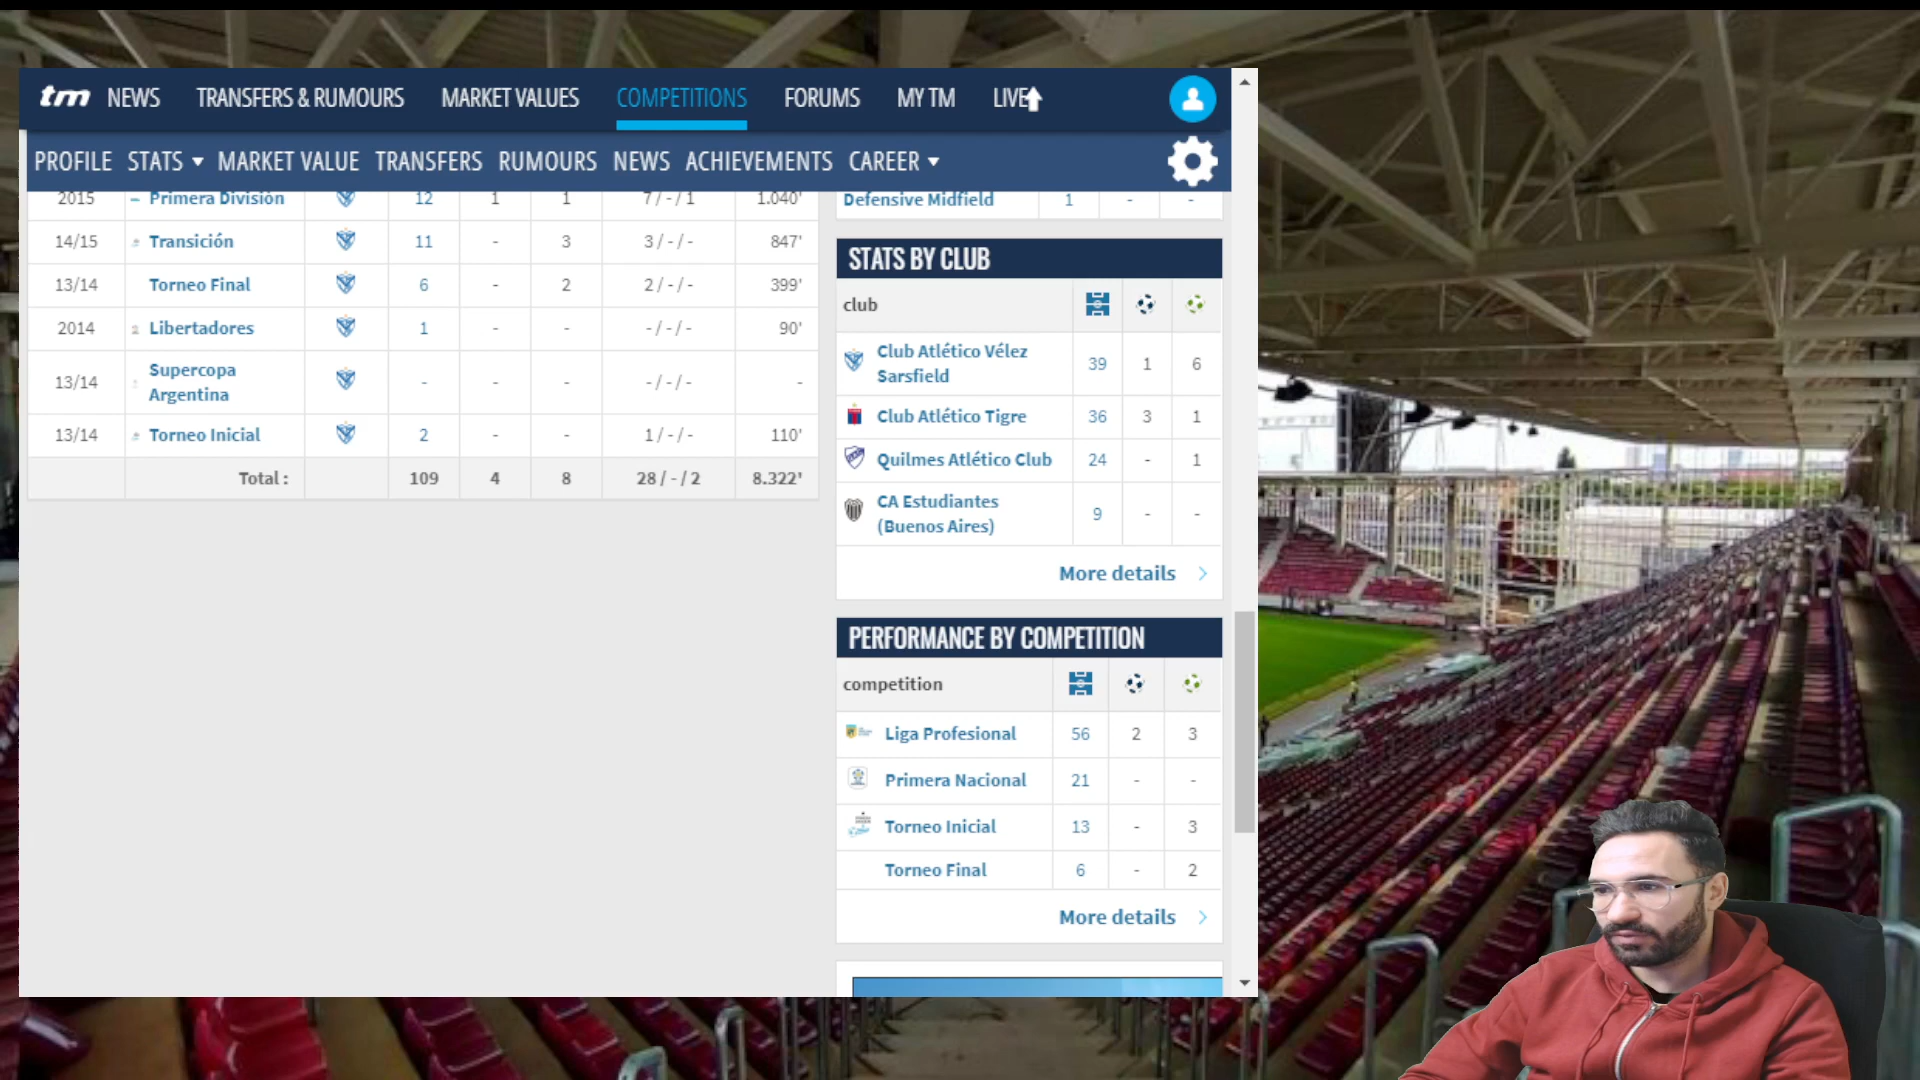 tm NEWS TRANSFERS & RUMOURS MARKET VALUES COMPETITIONS FORUMS MY TM LIVE
PROFILE STATS MARKET VALUE TRANSFERS RUMOURS NEWS ACHIEVEMENTS CAREER
2015 Primera División 12 1 1 7 / - / 1 1.040'
14/15 Transición 11 - 3 3 / - / - 847'
13/14 Torneo Final 6 - 2 2 / - / - 399'
2014 Libertadores 1 - - - / - / - 90'
13/14 Supercopa
Argentina - - - - / - / - -
13/14 Torneo Inicial 2 - - 1 / - / - 110'
Total : 109 4 8 28 / - / 2 8.322'
Defensive Midfield 1 - -
STATS BY CLUB
club
Club Atlético Vélez
Sarsfield 39 1 6
Club Atlético Tigre 36 3 1
Quilmes Atlético Club 24 - 1
CA Estudiantes
(Buenos Aires) 9 - -
More details
PERFORMANCE BY COMPETITION
competition
Liga Profesional 56 2 3
Primera Nacional 21 - -
Torneo Inicial 13 - 3
Torneo Final 6 - 2
More details